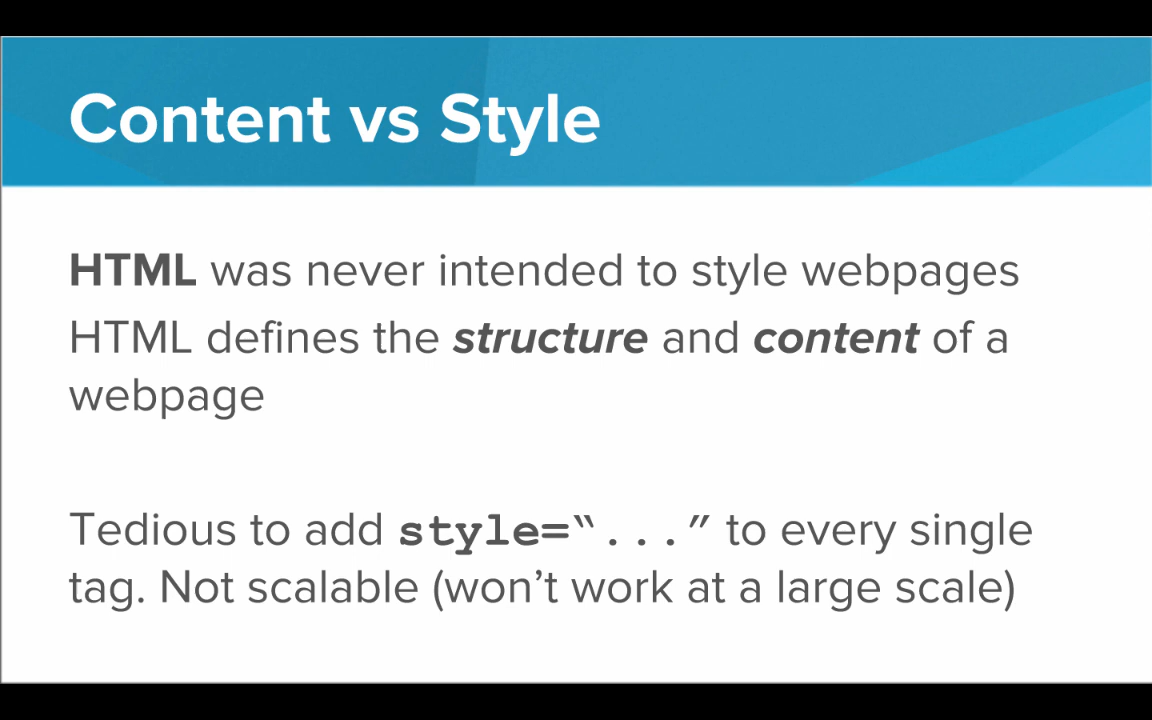 Content vs Style
HTML was never intended to style webpages
HTML defines the structure and content of a
webpage
Tedious to add style=“...” to every single
tag. Not scalable (won’t work at a large scale)